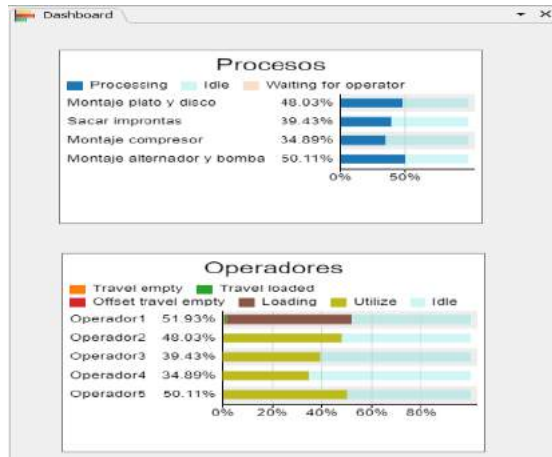 Dashboard
Procesos
Processing Idle Waiting for operator
Montaje plato y disco 48.03%
Sacar improntas 39.43%
Montaje compresor 34.89%
Montaje alternador y bomba 50.11%
0% 50%
Operadores
Travel empty Travel loaded
Offset travel empty Loading Utilize Idle
Operador1 51.93%
Operador2 48.03%
Operador3 39.43%
Operador4 34.89%
Operador5 50.11%
0% 20% 40% 60% 80%